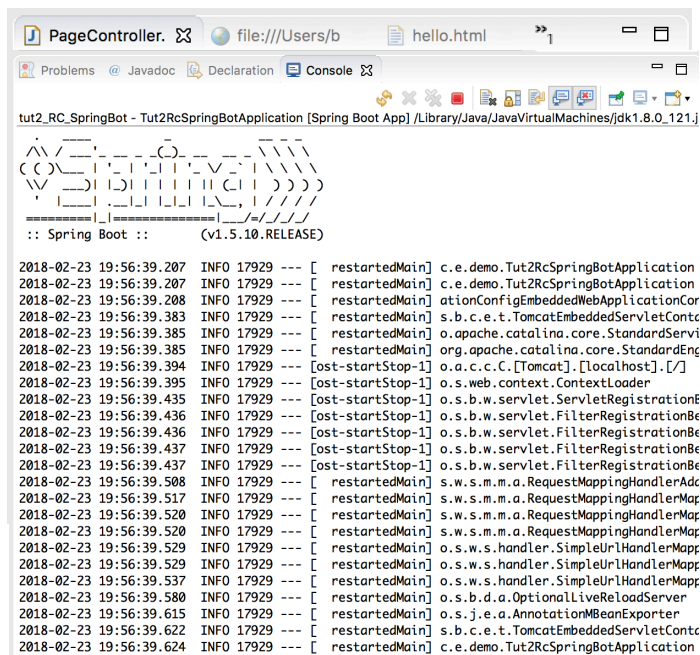 PageController. file:///Users/b hello.html »1
Problems @ Javadoc Declaration Console
tut2_RC_SpringBot - Tut2RcSpringBotApplication [Spring Boot App] /Library/Java/JavaVirtualMachines/jdk1.8.0_121.j
  .   ____          _            __ _ _
 /\\ / ___'_ __ _ _(_)_ __  __ _ \ \ \ \
( ( )\___ | '_ | '_| | '_ \/ _` | \ \ \ \
 \\/  ___)| |_)| | | | | || (_| |  ) ) ) )
  '  |____| .__|_| |_|_| |_\__, | / / / /
 =========|_|==============|___/=/_/_/_/
 :: Spring Boot ::        (v1.5.10.RELEASE)
2018-02-23 19:56:39.207  INFO 17929 --- [  restartedMain] c.e.demo.Tut2RcSpringBotApplication
2018-02-23 19:56:39.207  INFO 17929 --- [  restartedMain] c.e.demo.Tut2RcSpringBotApplication
2018-02-23 19:56:39.208  INFO 17929 --- [  restartedMain] ationConfigEmbeddedWebApplicationCon
2018-02-23 19:56:39.383  INFO 17929 --- [  restartedMain] s.b.c.e.t.TomcatEmbeddedServletConta
2018-02-23 19:56:39.385  INFO 17929 --- [  restartedMain] o.apache.catalina.core.StandardServi
2018-02-23 19:56:39.385  INFO 17929 --- [  restartedMain] org.apache.catalina.core.StandardEng
2018-02-23 19:56:39.394  INFO 17929 --- [ost-startStop-1] o.a.c.c.C.[Tomcat].[localhost].[/]
2018-02-23 19:56:39.395  INFO 17929 --- [ost-startStop-1] o.s.web.context.ContextLoader
2018-02-23 19:56:39.435  INFO 17929 --- [ost-startStop-1] o.s.b.w.servlet.ServletRegistrationB
2018-02-23 19:56:39.436  INFO 17929 --- [ost-startStop-1] o.s.b.w.servlet.FilterRegistrationBe
2018-02-23 19:56:39.436  INFO 17929 --- [ost-startStop-1] o.s.b.w.servlet.FilterRegistrationBe
2018-02-23 19:56:39.437  INFO 17929 --- [ost-startStop-1] o.s.b.w.servlet.FilterRegistrationBe
2018-02-23 19:56:39.437  INFO 17929 --- [ost-startStop-1] o.s.b.w.servlet.FilterRegistrationBe
2018-02-23 19:56:39.508  INFO 17929 --- [  restartedMain] s.w.s.m.m.a.RequestMappingHandlerAda
2018-02-23 19:56:39.517  INFO 17929 --- [  restartedMain] s.w.s.m.m.a.RequestMappingHandlerMap
2018-02-23 19:56:39.520  INFO 17929 --- [  restartedMain] s.w.s.m.m.a.RequestMappingHandlerMap
2018-02-23 19:56:39.520  INFO 17929 --- [  restartedMain] s.w.s.m.m.a.RequestMappingHandlerMap
2018-02-23 19:56:39.529  INFO 17929 --- [  restartedMain] o.s.w.s.handler.SimpleUrlHandlerMapp
2018-02-23 19:56:39.529  INFO 17929 --- [  restartedMain] o.s.w.s.handler.SimpleUrlHandlerMapp
2018-02-23 19:56:39.537  INFO 17929 --- [  restartedMain] o.s.w.s.handler.SimpleUrlHandlerMapp
2018-02-23 19:56:39.580  INFO 17929 --- [  restartedMain] o.s.b.d.a.OptionalLiveReloadServer
2018-02-23 19:56:39.615  INFO 17929 --- [  restartedMain] o.s.j.e.a.AnnotationMBeanExporter
2018-02-23 19:56:39.622  INFO 17929 --- [  restartedMain] s.b.c.e.t.TomcatEmbeddedServletConta
2018-02-23 19:56:39.624  INFO 17929 --- [  restartedMain] c.e.demo.Tut2RcSpringBotApplication